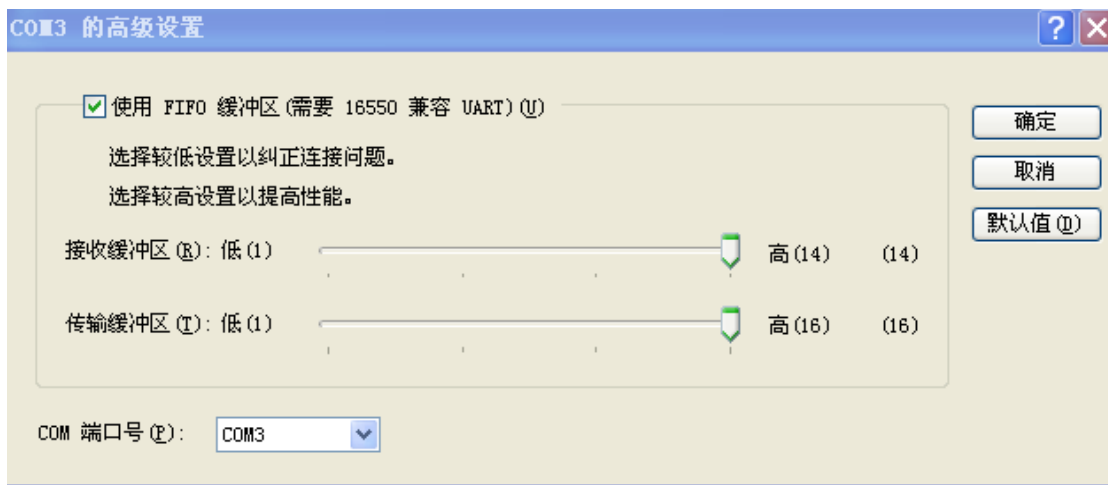 COM3 的高级设置
使用 FIFO 缓冲区(需要 16550 兼容 UART)(U)
确定
选择较低设置以纠正连接问题。
取消
选择较高设置以提高性能。
默认值(D)
接收缓冲区(R): 低(1) 高(14) (14)
传输缓冲区(T): 低(1) 高(16) (16)
COM 端口号(P): COM3